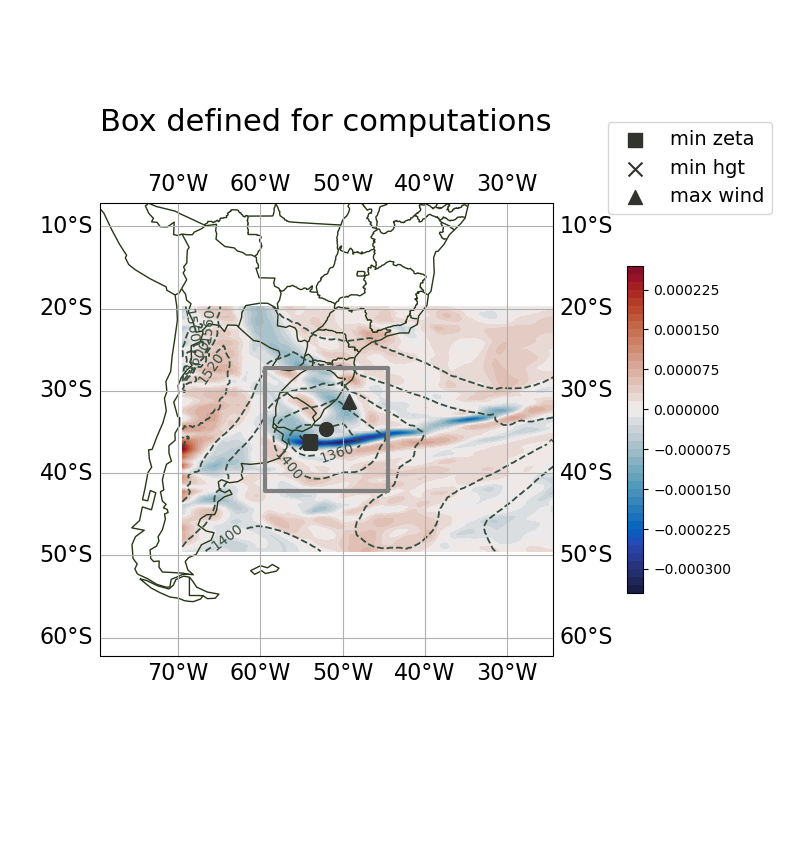 Box defined for computations
min zeta
min hgt
max wind
70°W 60°W 50°W 40°W 30°W
10°S 10°S
20°S 20°S
30°S 30°S
40°S 40°S
50°S 50°S
60°S 60°S
70°W 60°W 50°W 40°W 30°W
1520
1360
1400
0.000225
0.000150
0.000075
0.000000
−0.000075
−0.000150
−0.000225
−0.000300